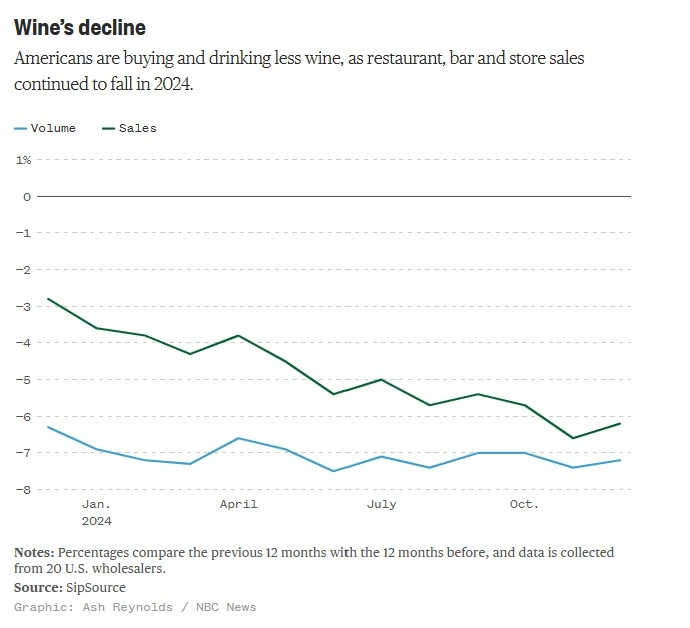 Wine's decline
Americans are buying and drinking less wine, as restaurant, bar and store sales
continued to fall in 2024.
Volume Sales
1%
0
−1
−2
−3
−4
−5
−6
−7
−8
Jan. April July Oct.
2024
Notes: Percentages compare the previous 12 months with the 12 months before, and data is collected
from 20 U.S. wholesalers.
Source: SipSource
Graphic: Ash Reynolds / NBC News